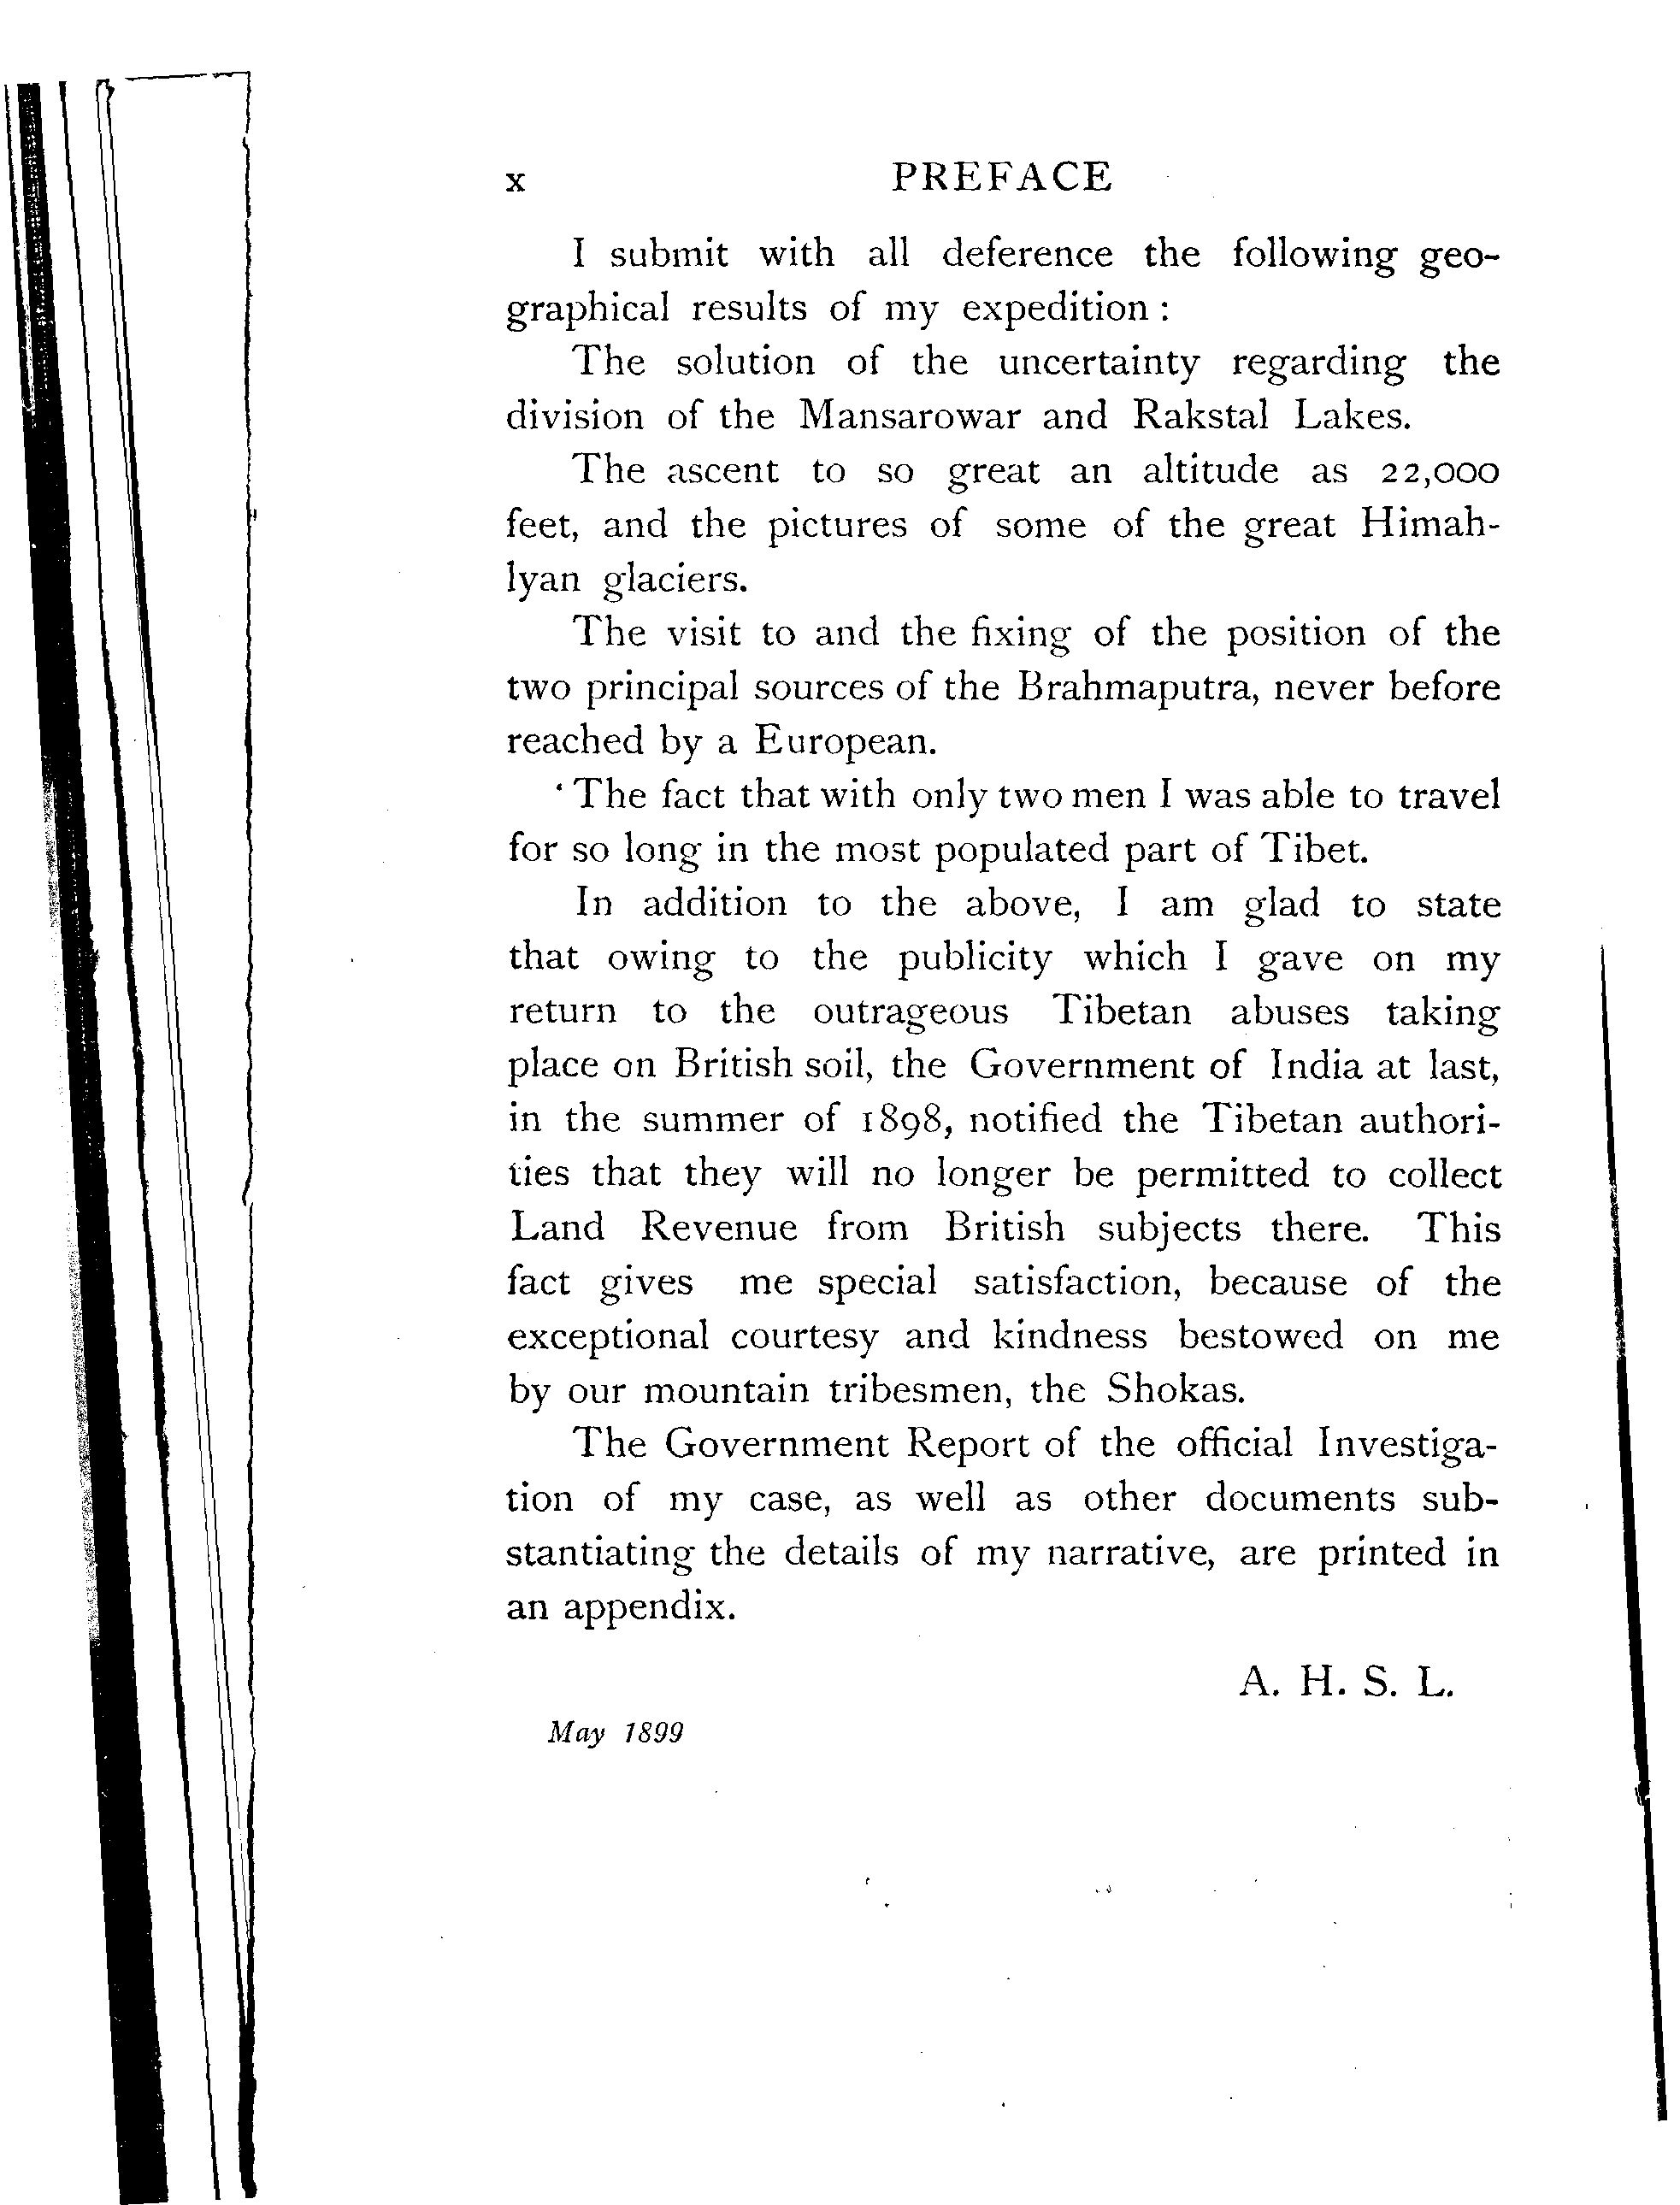 x PREFACE
I submit with all deference the following geo-
graphical results of my expedition :
The solution of the uncertainty regarding the
division of the Mansarowar and Rakstal Lakes.
The ascent to so great an altitude as 22,000
feet, and the pictures of some of the great Himah-
lyan glaciers.
The visit to and the fixing of the position of the
two principal sources of the Brahmaputra, never before
reached by a European.
The fact that with only two men I was able to travel
for so long in the most populated part of Tibet.
In addition to the above, I am glad to state
that owing to the publicity which I gave on my
return to the outrageous Tibetan abuses taking
place on British soil, the Government of India at last,
in the summer of 1898, notified the Tibetan authori-
ties that they will no longer be permitted to collect
Land Revenue from British subjects there. This
fact gives me special satisfaction, because of the
exceptional courtesy and kindness bestowed on me
by our mountain tribesmen, the Shokas.
The Government Report of the official Investiga-
tion of my case, as well as other documents sub-
stantiating the details of my narrative, are printed in
an appendix.
A. H. S. L.
May 1899